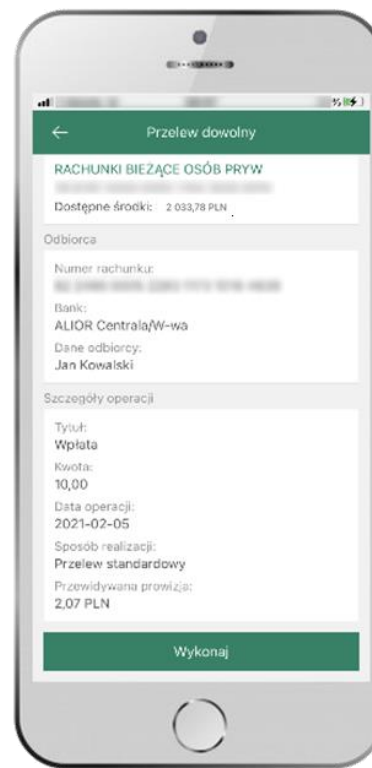 Przelew dowolny
RACHUNKI BIEŻĄCE OSÓB PRYW
Dostępne środki: 2 033,78 PLN
Odbiorca
Numer rachunku:
Bank:
ALIOR Centrala/W-wa
Dane odbiorcy:
Jan Kowalski
Szczegóły operacji
Tytuł:
Wpłata
Kwota:
10,00
Data operacji:
2021-02-05
Sposób realizacji:
Przelew standardowy
Przewidywana prowizja:
2,07 PLN
Wykonaj